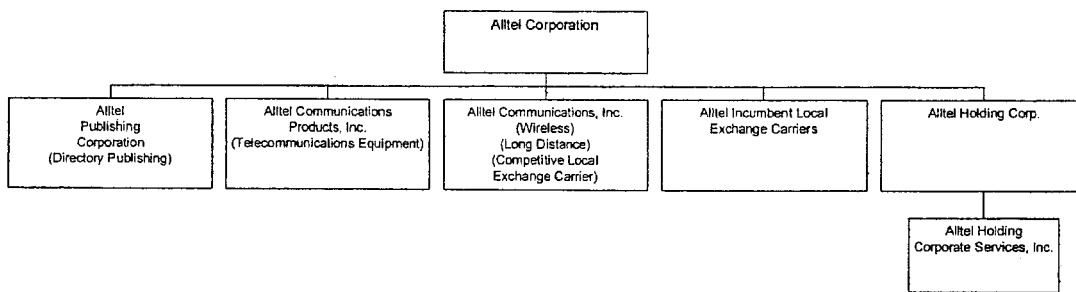 Alltel Corporation
Alltel
Publishing
Corporation
(Directory Publishing)
Alltel Communications
Products, Inc.
(Telecommunications Equipment)
Alltel Communications, Inc.
(Wireless)
(Long Distance)
(Competitive Local
Exchange Carrier)
Alltel Incumbent Local
Exchange Carriers
Alltel Holding Corp.
Alltel Holding
Corporate Services, Inc.